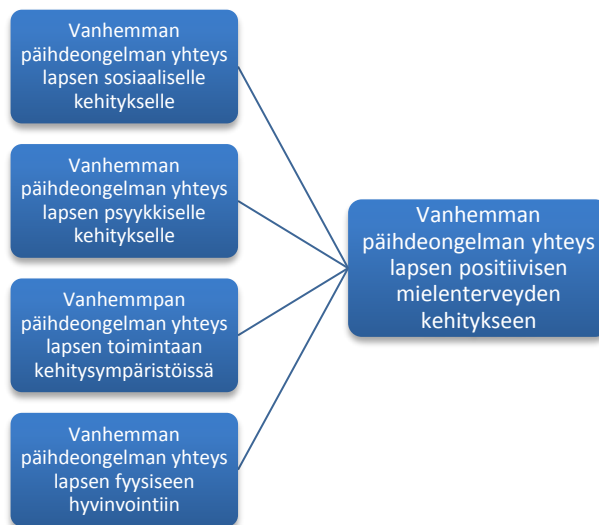 Vanhemman
päihdeongelman yhteys
lapsen sosiaaliselle
kehitykselle
Vanhemman
päihdeongelman yhteys
lapsen psyykkiselle
kehitykselle
Vanhemmpan
päihdeongelman yhteys
lapsen toimintaan
kehitysympäristöissä
Vanhemman
päihdeongelman yhteys
lapsen fyysiseen
hyvinvointiin
Vanhemman
päihdeongelman yhteys
lapsen positiivisen
mielenterveyden
kehitykseen